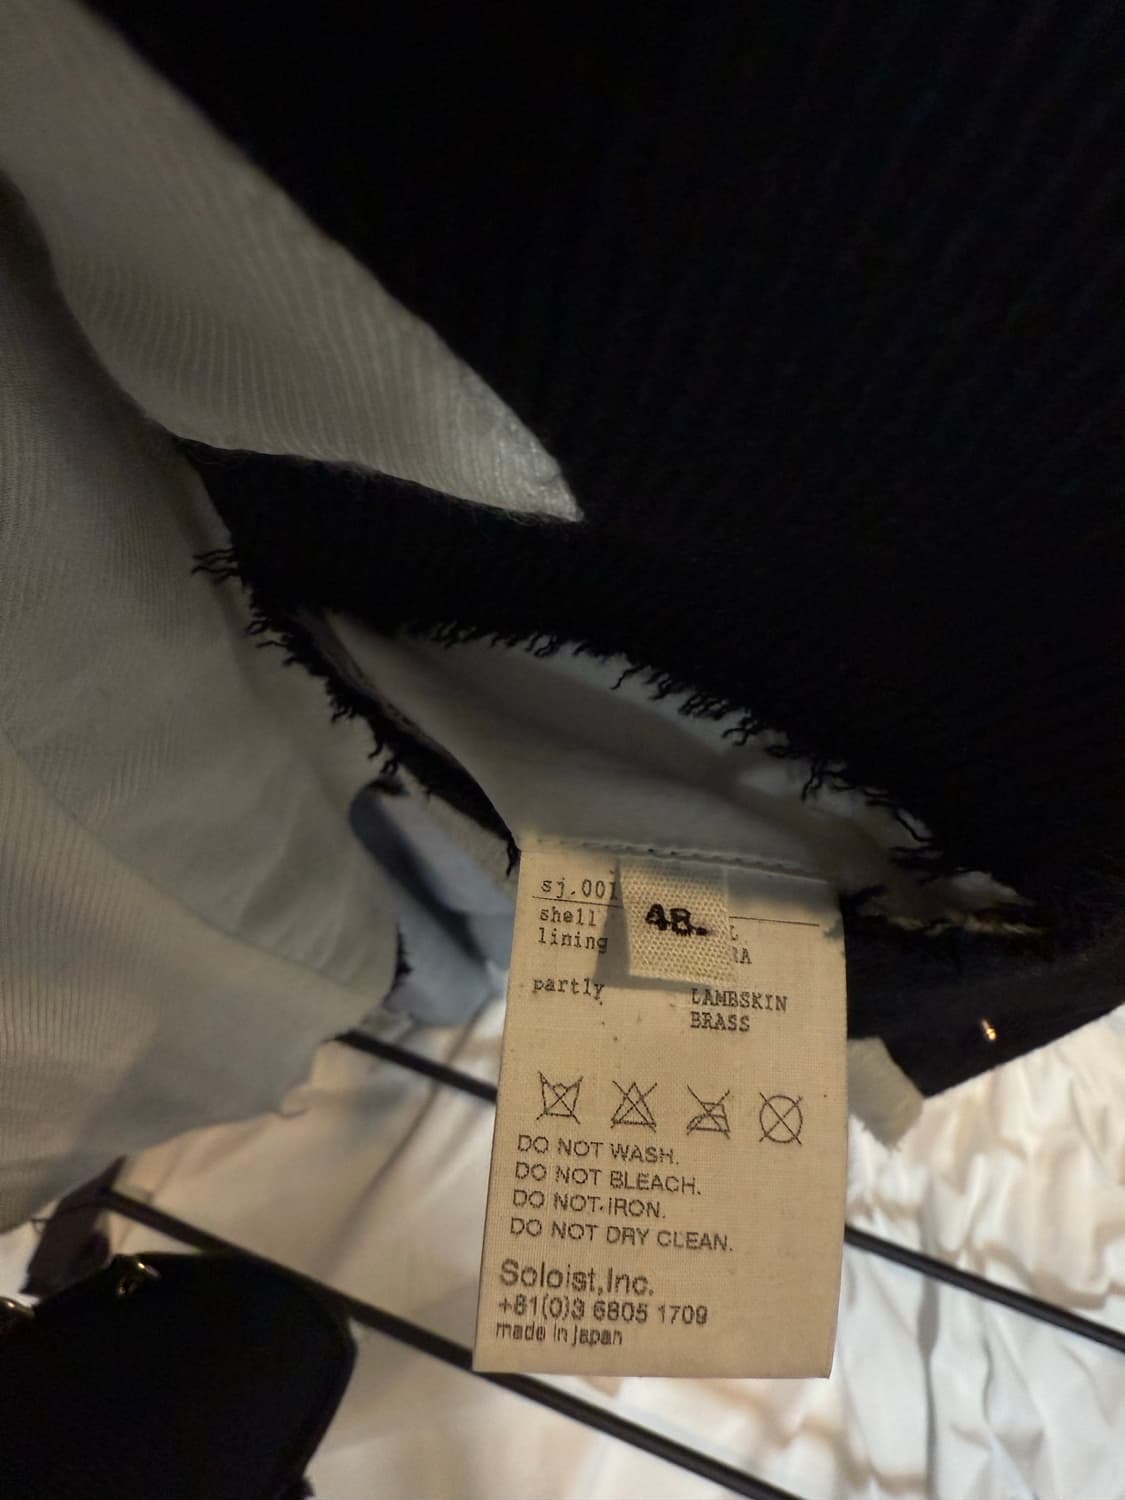 sj.001
48.
shell
lining
partly LAMBSKIN
BRASS
DO NOT WASH.
DO NOT BLEACH.
DO NOT IRON.
DO NOT DRY CLEAN.
Soloist,Inc.
+81(0)3 6805 1709
made in japan